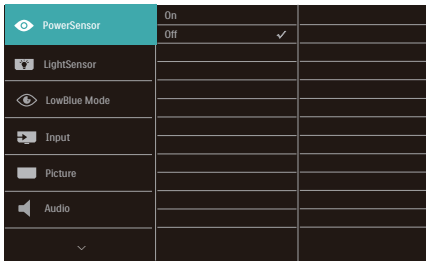 PowerSensor
On
Off
LightSensor
LowBlue Mode
Input
Picture
Audio